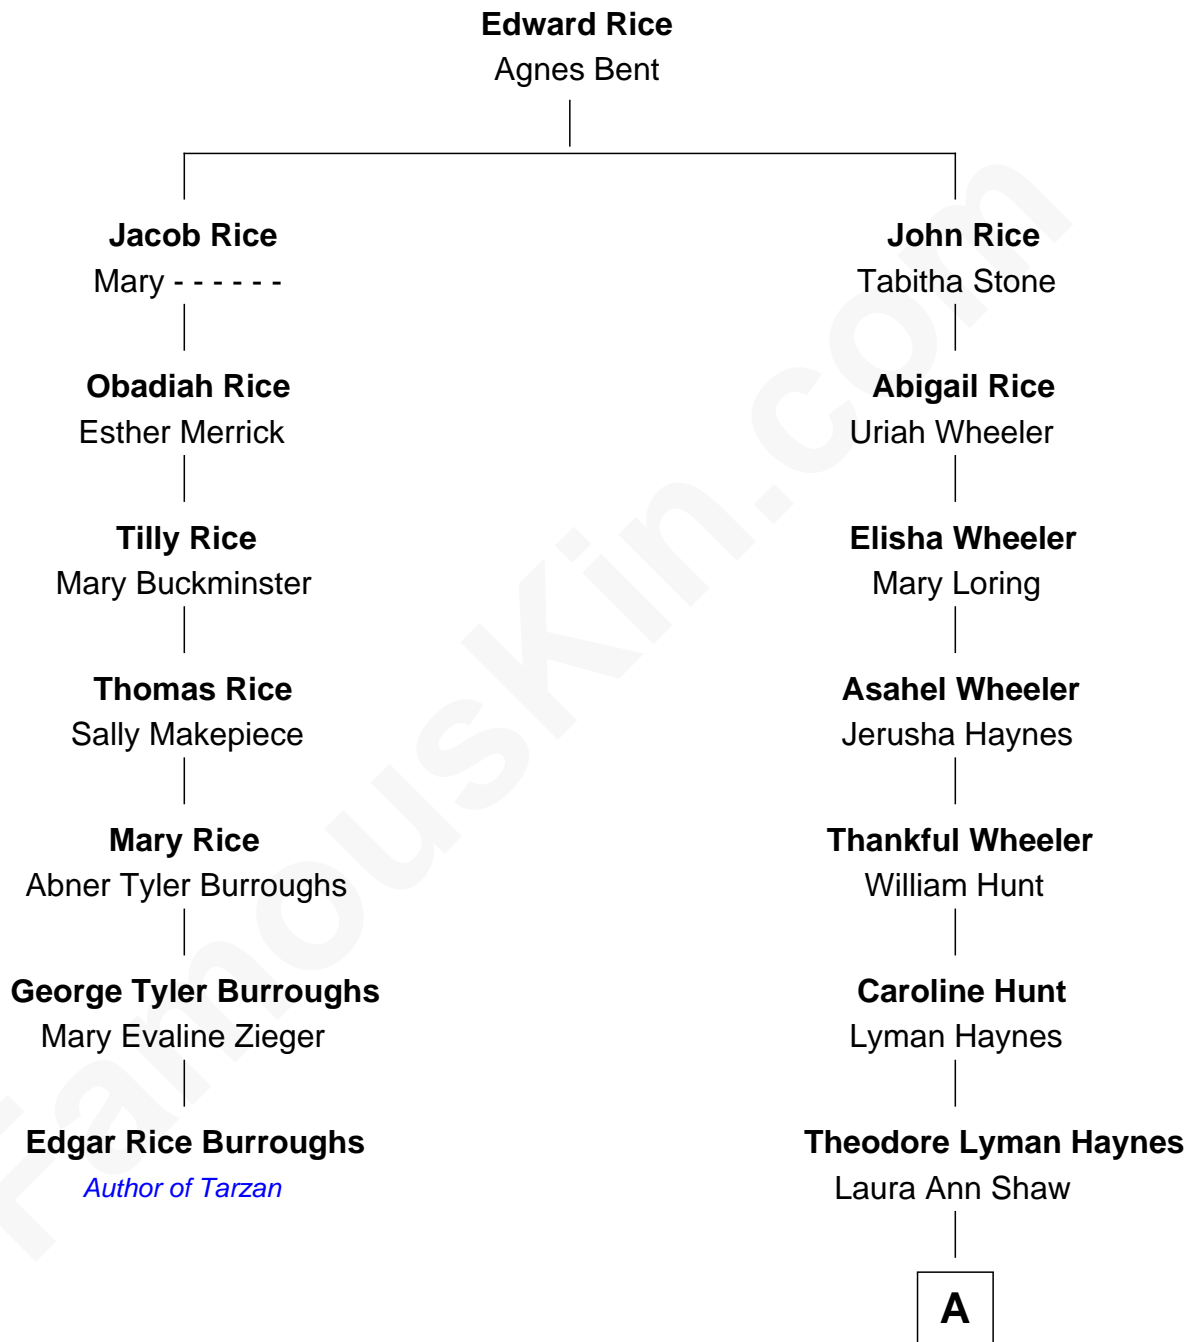 Edward Rice
Agnes Bent
Jacob Rice
Mary - - - - - -
John Rice
Tabitha Stone
Obadiah Rice
Esther Merrick
Abigail Rice
Uriah Wheeler
Tilly Rice
Mary Buckminster
Elisha Wheeler
Mary Loring
Thomas Rice
Sally Makepiece
Asahel Wheeler
Jerusha Haynes
Mary Rice
Abner Tyler Burroughs
Thankful Wheeler
William Hunt
George Tyler Burroughs
Mary Evaline Zieger
Caroline Hunt
Lyman Haynes
Edgar Rice Burroughs
Author of Tarzan
Theodore Lyman Haynes
Laura Ann Shaw
A
FamousKin.com